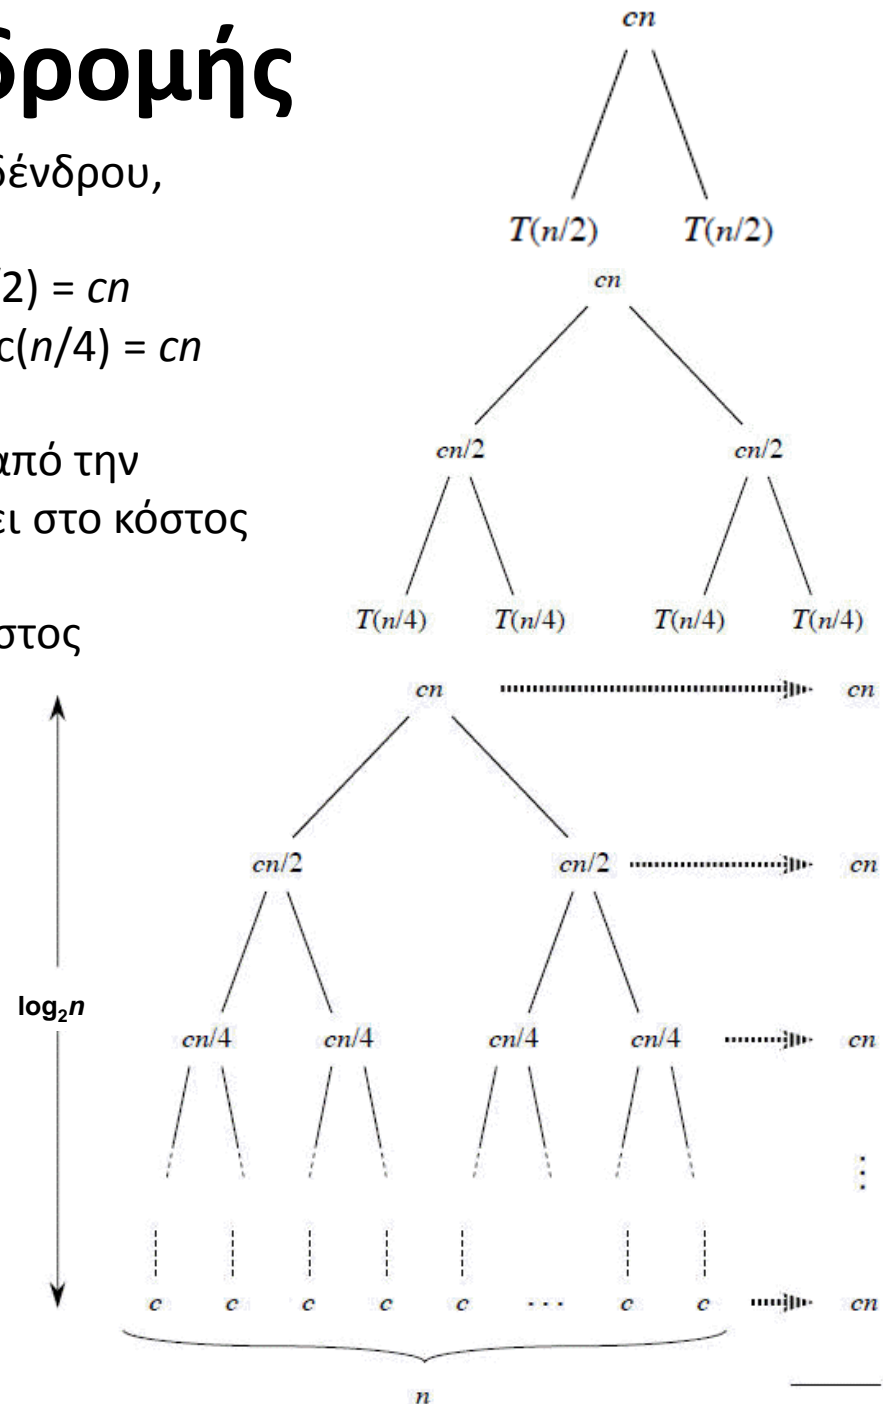 δρομής
cn
δένδρου,
T(n/2) T(n/2)
/2) = cn
cn
c(n/4) = cn
από την
cn/2 cn/2
ει στο κόστος
T(n/4) T(n/4) T(n/4) T(n/4)
στος
cn cn
cn/2 cn/2 cn
log₂n
cn/4 cn/4 cn/4 cn/4 cn
⋮
c c c c c ... c c cn
n